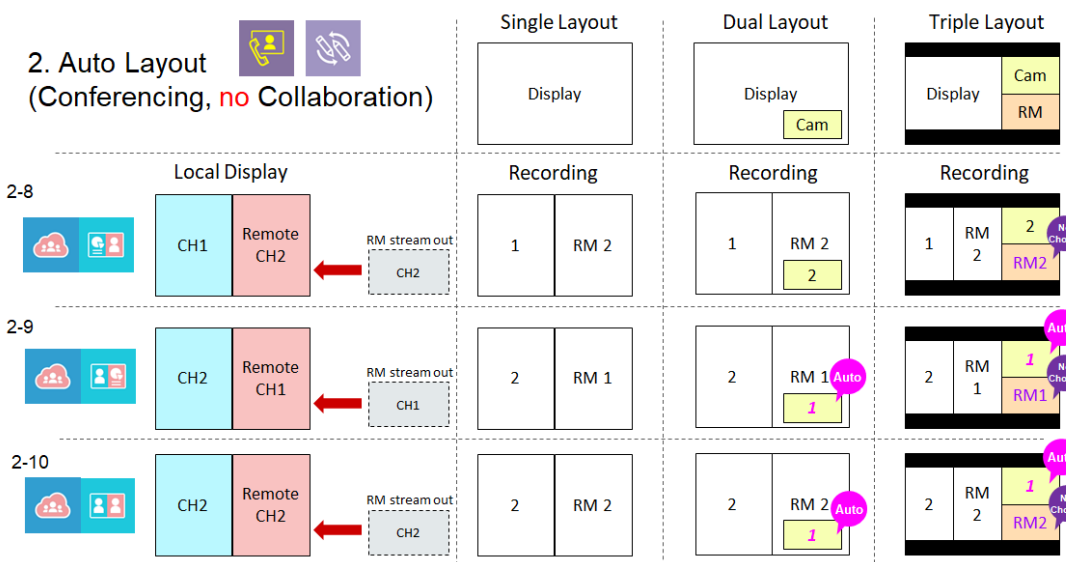 2. Auto Layout
(Conferencing, no Collaboration)
Single Layout
Dual Layout
Triple Layout
Display
Display
Cam
Display
Cam
RM
Local Display
Recording
Recording
Recording
2-8
CH1
Remote
CH2
RM stream out
CH2
1
RM 2
1
RM 2
2
1
RM
2
2
RM2
2-9
CH2
Remote
CH1
RM stream out
CH1
2
RM 1
2
RM 1
Auto
1
2
RM
1
1
RM1
2-10
CH2
Remote
CH2
RM stream out
CH2
2
RM 2
2
RM 2
Auto
1
2
RM
2
1
RM2